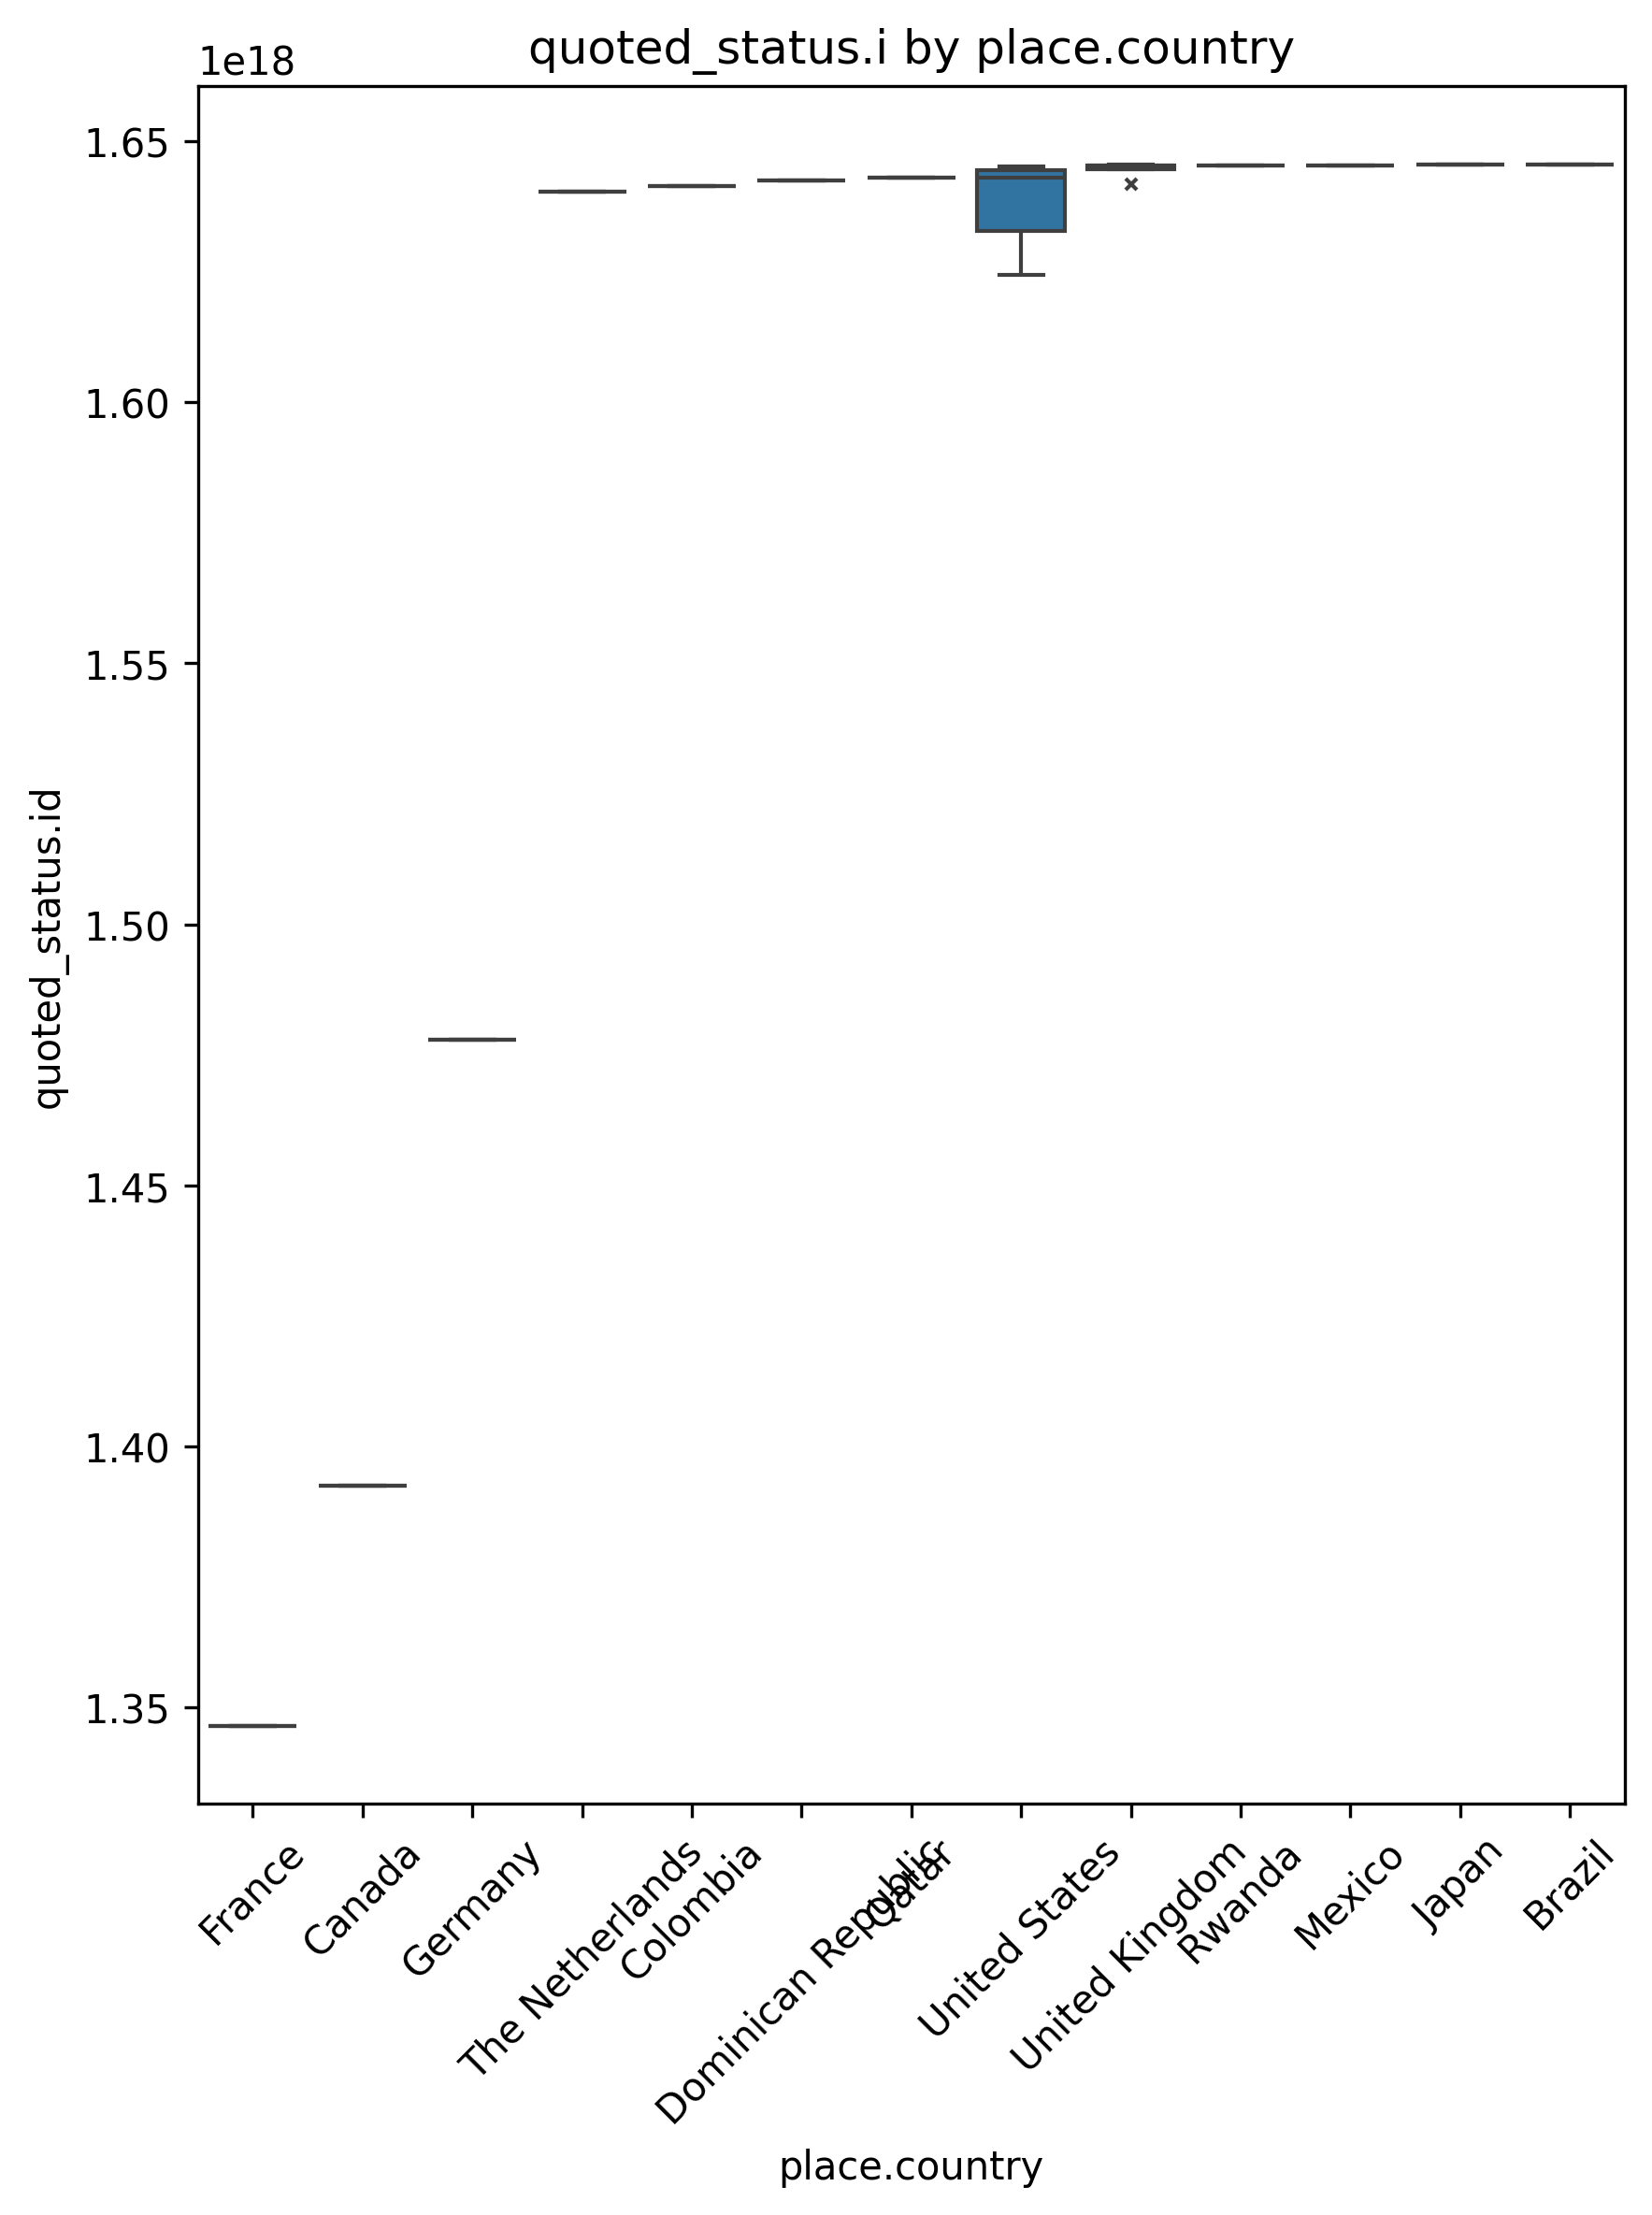 quoted_status.i by place.country
1e18
1.65
1.60
1.55
1.50
1.45
1.40
1.35
quoted_status.id
France
Canada
Germany
The Netherlands
Colombia
Dominican Republic
Qatar
United States
United Kingdom
Rwanda
Mexico
Japan
Brazil
place.country